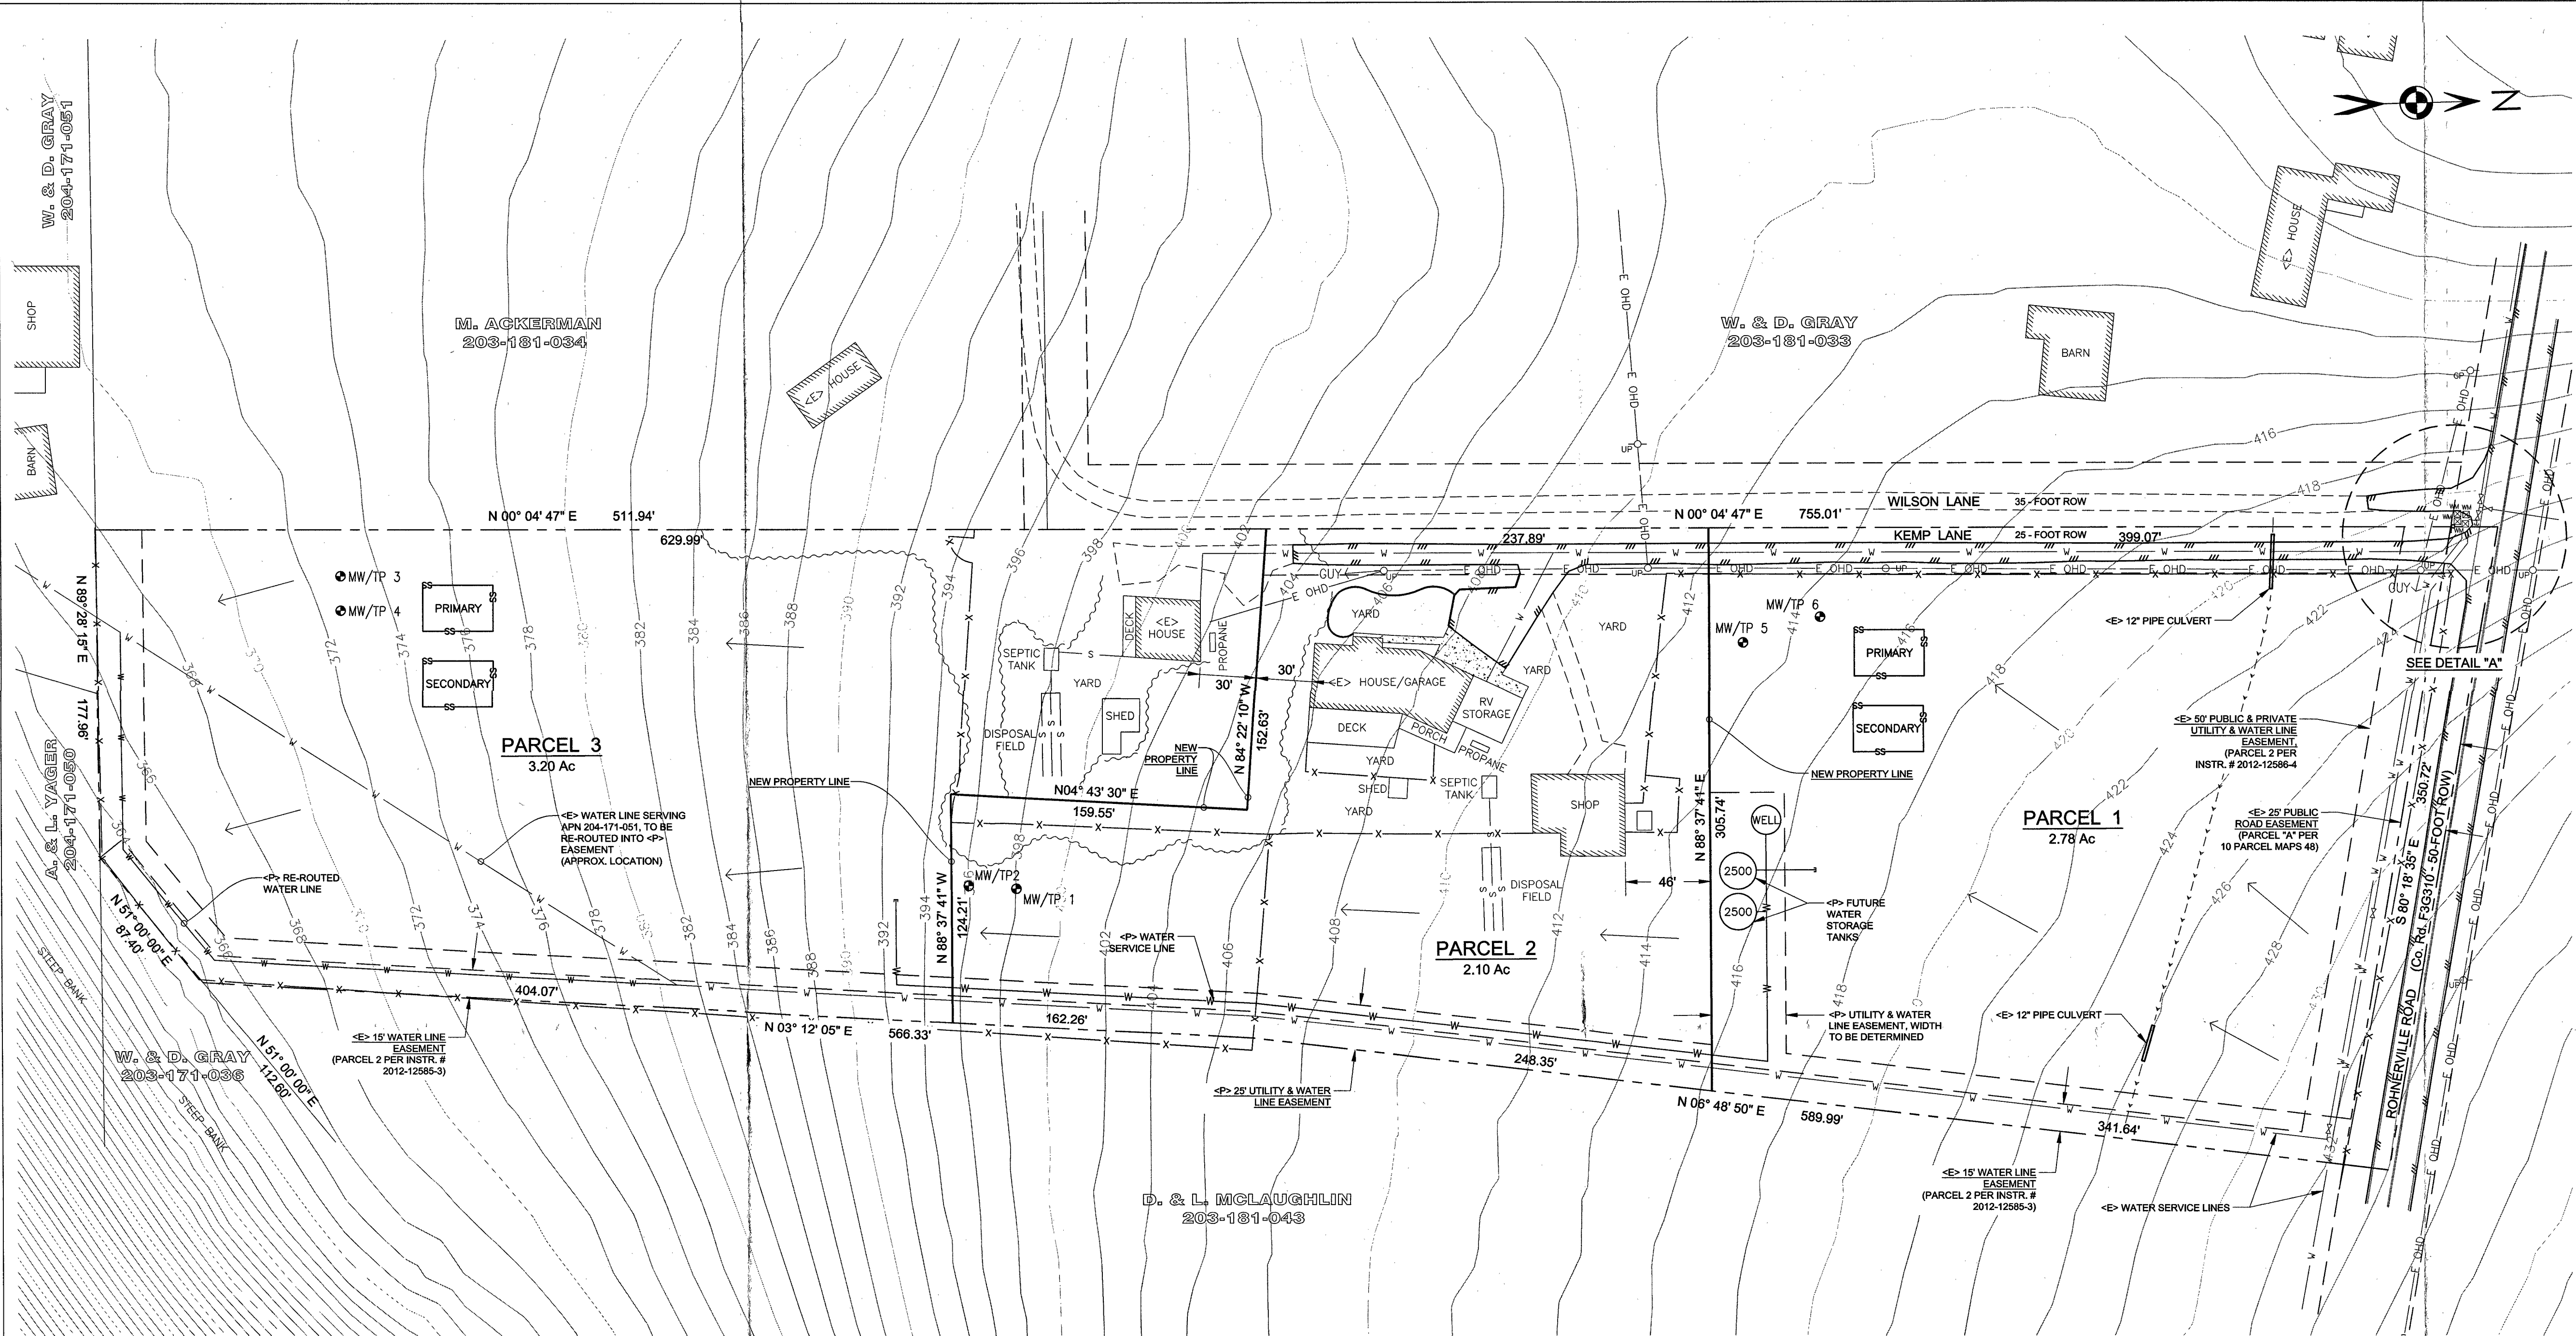 W. & D. GRAY
204-171-051
SHOP
BARN
M. ACKERMAN
203-181-034
<E> HOUSE
W. & D. GRAY
203-181-033
BARN
<E> HOUSE
N
UP
E OHD
GP
N 00° 04' 47" E 511.94'
629.99'
N 00° 04' 47" E 755.01'
WILSON LANE 35 - FOOT ROW
KEMP LANE 25 - FOOT ROW 399.07'
237.89'
GUY
UP
GUY
MW/TP 3
MW/TP 4
PRIMARY
SECONDARY
PARCEL 3
3.20 Ac
N 89° 28' 15" E
177.96'
A. & L. YAGER
204-171-050
<E> WATER LINE SERVING
APN 204-171-051, TO BE
RE-ROUTED INTO <P>
EASEMENT
(APPROX. LOCATION)
<P> RE-ROUTED
WATER LINE
N 51° 00' 00" E
87.40'
STEEP BANK
W. & D. GRAY
203-171-036
N 51° 00' 00" E
112.60'
STEEP BANK
<E> 15' WATER LINE
EASEMENT
(PARCEL 2 PER INSTR. #
2012-12585-3)
404.07'
N 03° 12' 05" E 566.33'
162.26'
DECK
<E>
HOUSE
PROPANE
SEPTIC
TANK
YARD
SHED
DISPOSAL
FIELD
30'
30'
NEW
PROPERTY
LINE
N 84° 22' 10" W
152.63'
N04° 43' 30" E
159.55'
NEW PROPERTY LINE
N 88° 37' 41" W
124.21'
MW/TP2
MW/TP 1
YARD
<E> HOUSE/GARAGE
RV
STORAGE
DECK
PORCH
PROPANE
YARD
SHED
SEPTIC
TANK
YARD
YARD
YARD
SHOP
DISPOSAL
FIELD
46'
<P> WATER
SERVICE LINE
PARCEL 2
2.10 Ac
<P> 25' UTILITY & WATER
LINE EASEMENT
248.35'
D. & L. MCLAUGHLIN
203-181-043
MW/TP 6
MW/TP 5
PRIMARY
SECONDARY
NEW PROPERTY LINE
N 88° 37' 41" E
305.74'
WELL
2500
2500
<P> FUTURE
WATER
STORAGE
TANKS
PARCEL 1
2.78 Ac
<P> UTILITY & WATER
LINE EASEMENT, WIDTH
TO BE DETERMINED
N 06° 48' 50" E 589.99'
341.64'
<E> 12" PIPE CULVERT
<E> 12" PIPE CULVERT
SEE DETAIL "A"
<E> 50' PUBLIC & PRIVATE
UTILITY & WATER LINE
EASEMENT,
(PARCEL 2 PER
INSTR. # 2012-12586-4
<E> 25' PUBLIC
ROAD EASEMENT
(PARCEL "A" PER
10 PARCEL MAPS 48)
S 80° 18' 35" E 350.72'
ROHNERVILLE ROAD (Co. Rd. F3G310 - 50-FOOT ROW)
<E> 15' WATER LINE
EASEMENT
(PARCEL 2 PER INSTR. #
2012-12585-3)
<E> WATER SERVICE LINES